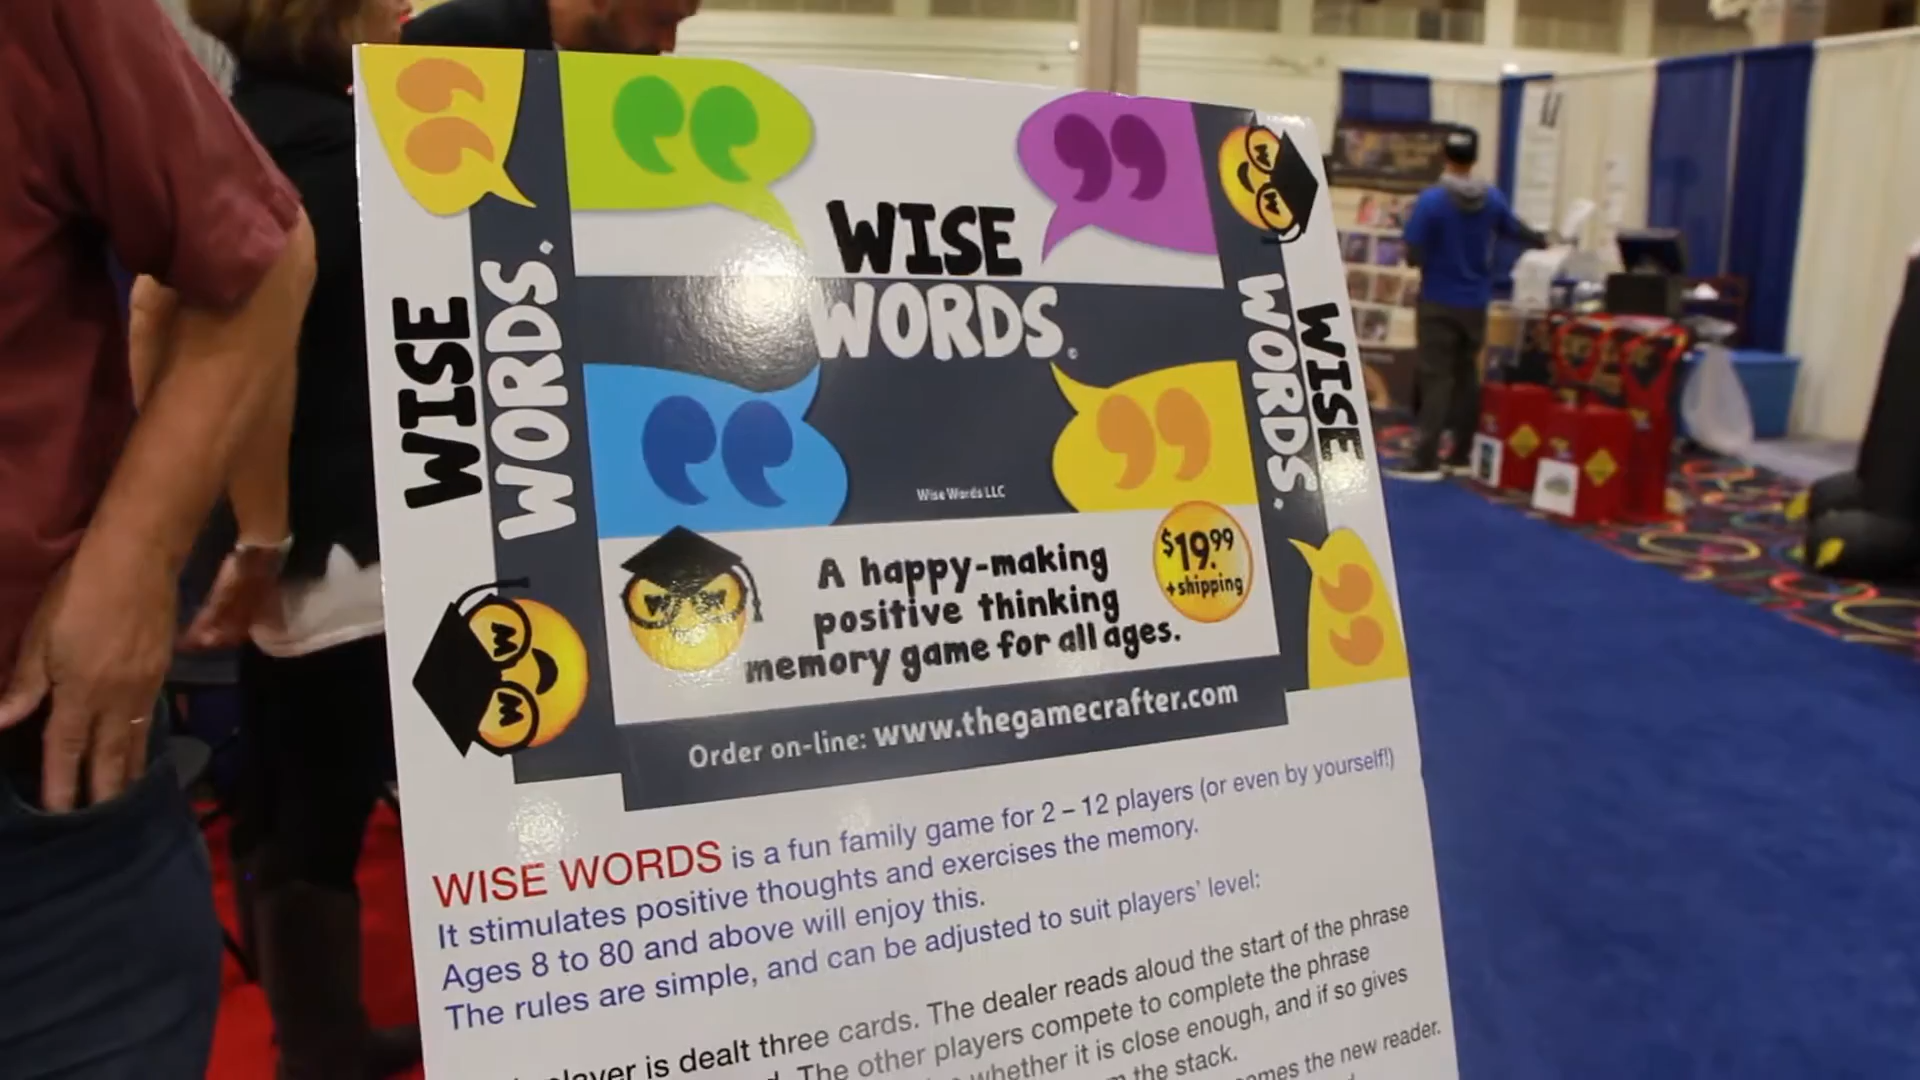 WISE
WORDS.
WISE
WORDS.
WISE
WORDS.
Wise Words LLC
A happy-making
positive thinking
memory game for all ages.
$19.99
+shipping
Order on-line: www.thegamecrafter.com
WISE WORDS is a fun family game for 2 – 12 players (or even by yourself!)
It stimulates positive thoughts and exercises the memory.
Ages 8 to 80 and above will enjoy this.
The rules are simple, and can be adjusted to suit players' level:
is dealt three cards. The dealer reads aloud the start of the phrase
The other players compete to complete the phrase
whether it is close enough, and if so gives
the stack.
the new reader.